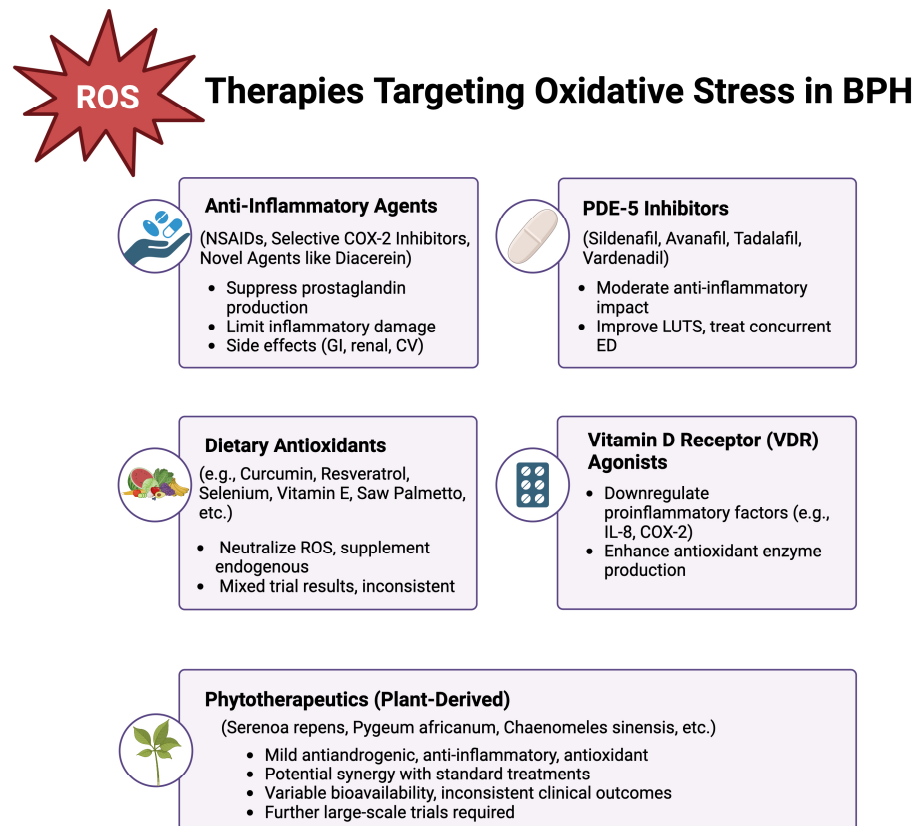 ROS
Therapies Targeting Oxidative Stress in BPH
Anti-Inflammatory Agents
(NSAIDs, Selective COX-2 Inhibitors,
Novel Agents like Diacerein)
• Suppress prostaglandin
production
• Limit inflammatory damage
• Side effects (GI, renal, CV)
PDE-5 Inhibitors
(Sildenafil, Avanafil, Tadalafil,
Vardenadil)
• Moderate anti-inflammatory
impact
• Improve LUTS, treat concurrent
ED
Dietary Antioxidants
(e.g., Curcumin, Resveratrol,
Selenium, Vitamin E, Saw Palmetto,
etc.)
• Neutralize ROS, supplement
endogenous
• Mixed trial results, inconsistent
Vitamin D Receptor (VDR)
Agonists
• Downregulate
proinflammatory factors (e.g.,
IL-8, COX-2)
• Enhance antioxidant enzyme
production
Phytotherapeutics (Plant-Derived)
(Serenoa repens, Pygeum africanum, Chaenomeles sinensis, etc.)
• Mild antiandrogenic, anti-inflammatory, antioxidant
• Potential synergy with standard treatments
• Variable bioavailability, inconsistent clinical outcomes
• Further large-scale trials required